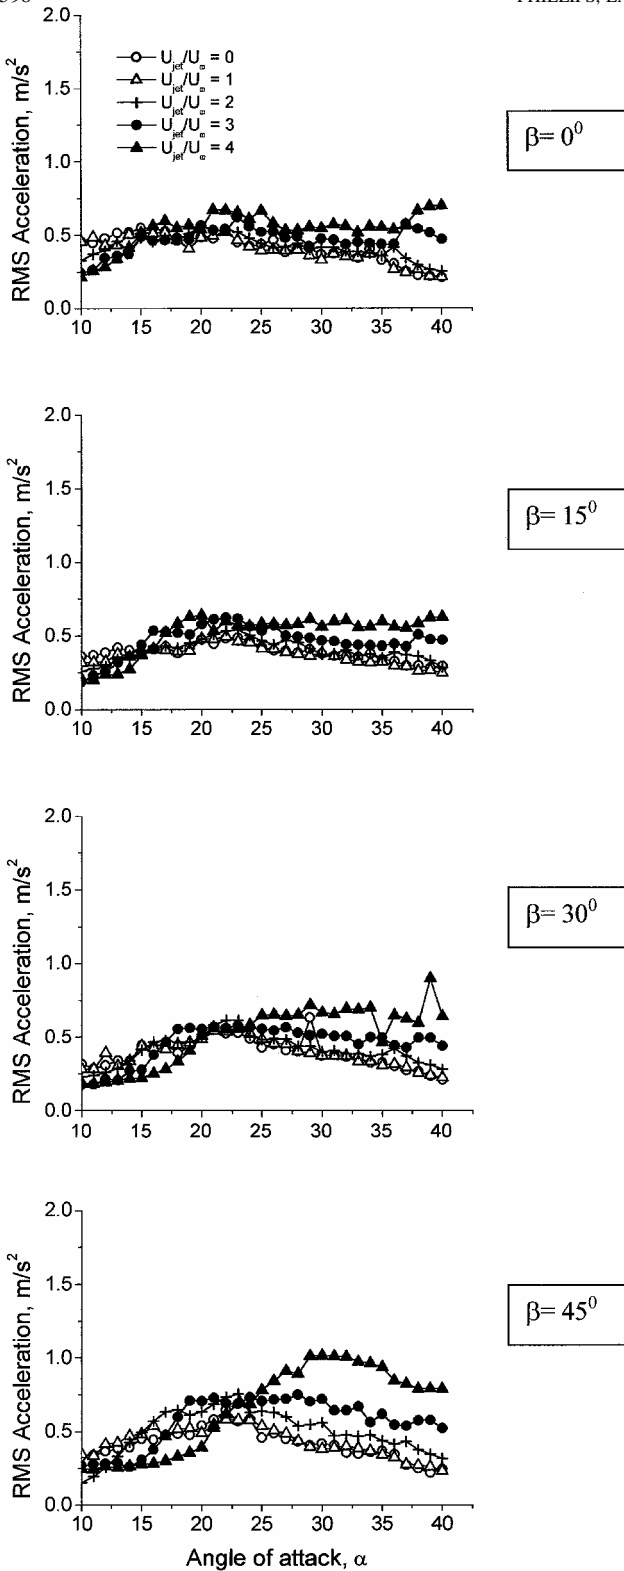 2.0
U_jet/U_∞ = 0
U_jet/U_∞ = 1
U_jet/U_∞ = 2
U_jet/U_∞ = 3
U_jet/U_∞ = 4
1.5
1.0
0.5
0.0
RMS Acceleration, m/s²
10 15 20 25 30 35 40
β= 0⁰
2.0
1.5
1.0
0.5
0.0
RMS Acceleration, m/s²
10 15 20 25 30 35 40
β= 15⁰
2.0
1.5
1.0
0.5
0.0
RMS Acceleration, m/s²
10 15 20 25 30 35 40
β= 30⁰
2.0
1.5
1.0
0.5
0.0
RMS Acceleration, m/s²
10 15 20 25 30 35 40
Angle of attack, α
β= 45⁰